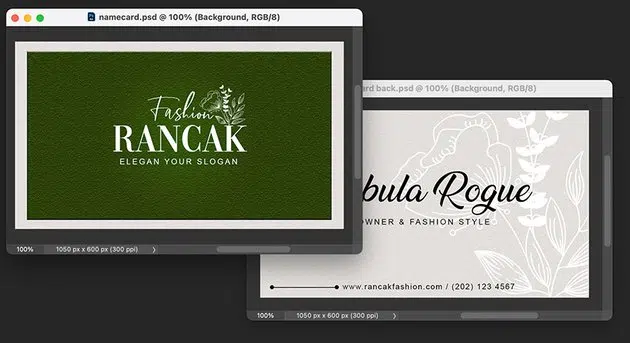 namecard.psd @ 100% (Background, RGB/8)
Fashion
RANCAK
ELEGAN YOUR SLOGAN
100% 1050 px x 600 px (300 ppi)
card back.psd @ 100% (Background, RGB/8)
bula Rogue
OWNER & FASHION STYLE
www.rancakfashion.com / (202) 123 4567
100% 1050 px x 600 px (300 ppi)